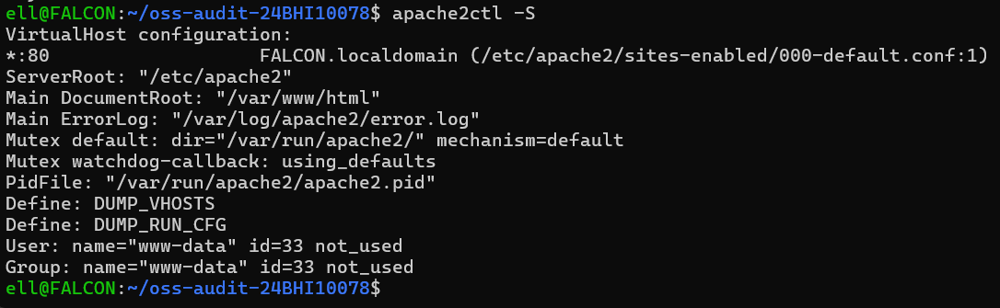 ell@FALCON:~/oss-audit-24BHI10078$ apache2ctl -S
VirtualHost configuration:
*:80                   FALCON.localdomain (/etc/apache2/sites-enabled/000-default.conf:1)
ServerRoot: "/etc/apache2"
Main DocumentRoot: "/var/www/html"
Main ErrorLog: "/var/log/apache2/error.log"
Mutex default: dir="/var/run/apache2/" mechanism=default
Mutex watchdog-callback: using_defaults
PidFile: "/var/run/apache2/apache2.pid"
Define: DUMP_VHOSTS
Define: DUMP_RUN_CFG
User: name="www-data" id=33 not_used
Group: name="www-data" id=33 not_used
ell@FALCON:~/oss-audit-24BHI10078$